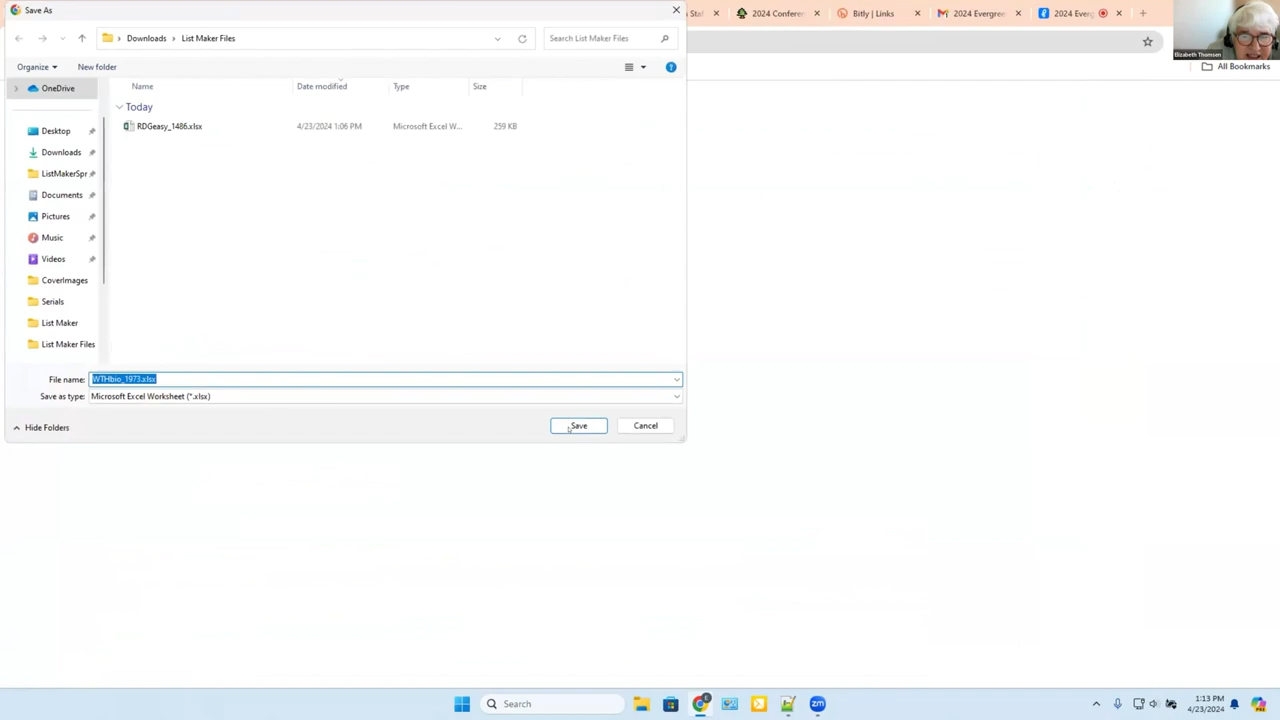 Save As
2024 Conferen
Bitly | Links
2024 Evergree
2024 Everg
Downloads
List Maker Files
Search List Maker Files
Elizabeth Thomsen
Organize
New folder
All Bookmarks
OneDrive
Name
Date modified
Type
Size
Today
RDGeasy_1486.xlsx
4/23/2024 1:06 PM
Microsoft Excel W...
259 KB
Desktop
Downloads
ListMakerSpr
Documents
Pictures
Music
Videos
CoverImages
Serials
List Maker
List Maker Files
File name:
WTHbio_1973.xlsx
Save as type:
Microsoft Excel Worksheet (*.xlsx)
Hide Folders
Save
Cancel
Search
1:13 PM
4/23/2024